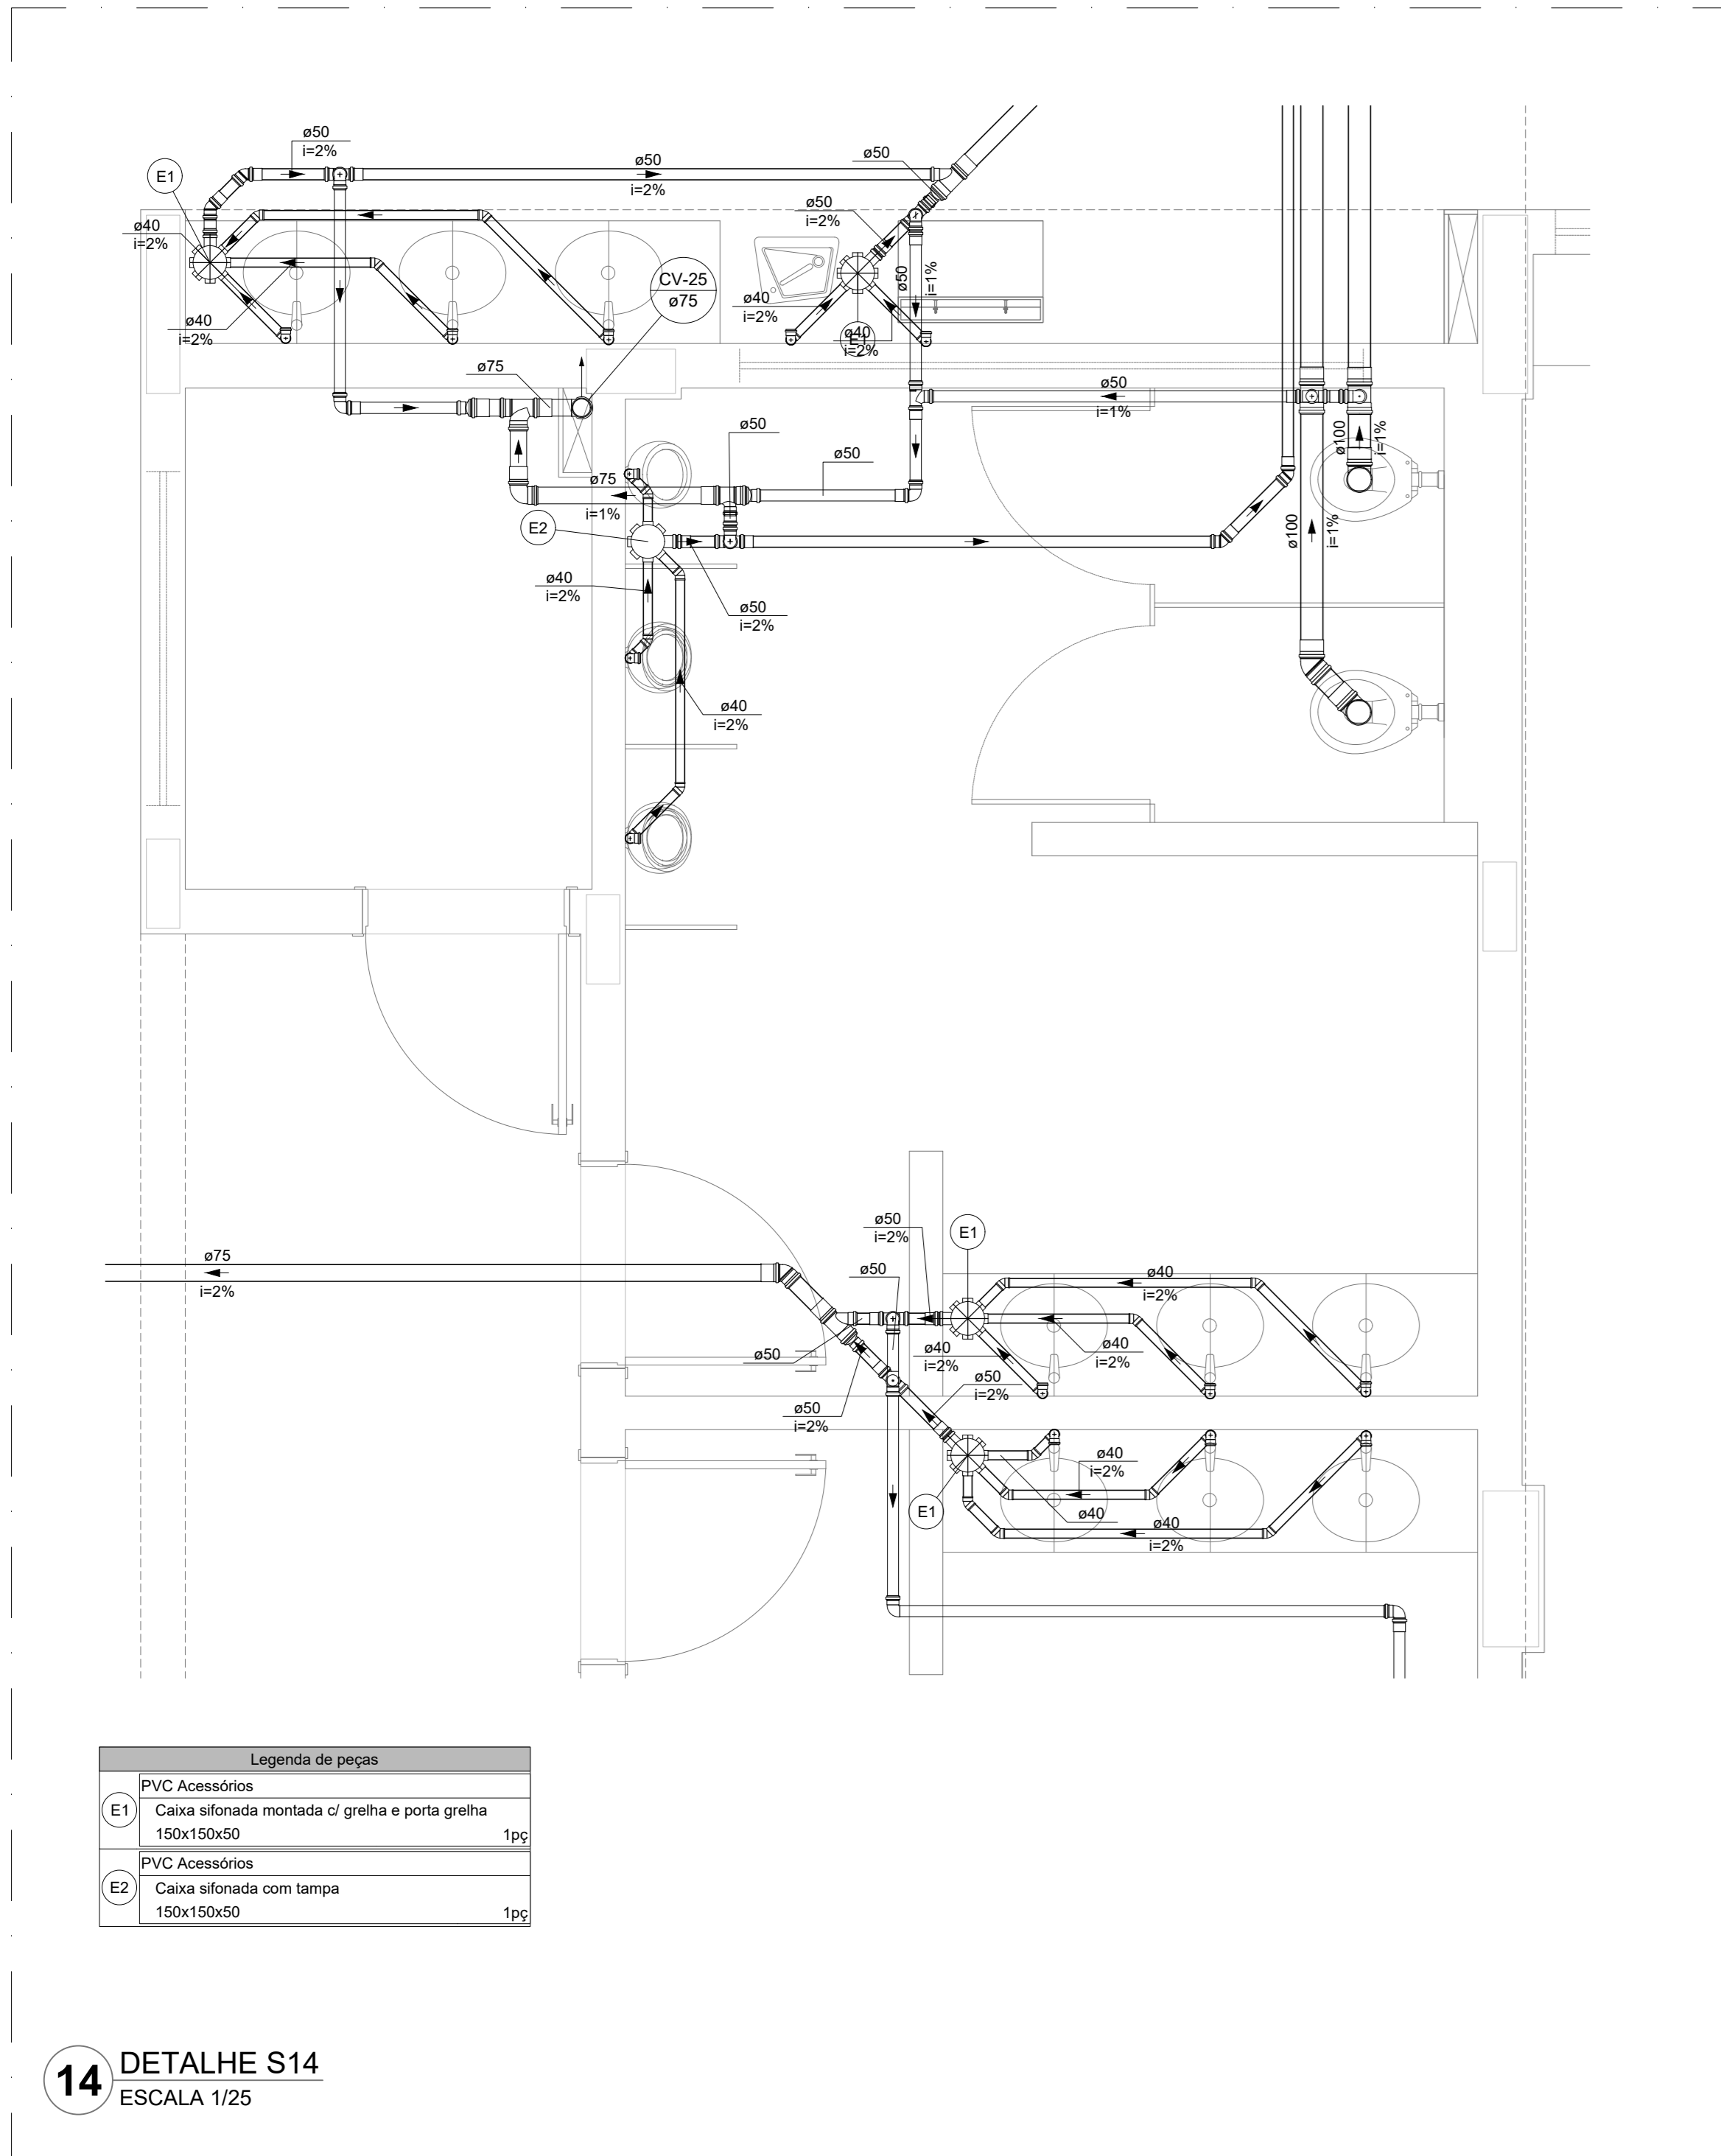 ø50
i=2%
E1
ø50
i=2%
ø50
ø50
i=2%
ø40
i=2%
CV-25
ø75
ø40
i=2%
ø40
i=2%
ø50
i=1%
E1
ø40
i=2%
ø75
ø50
i=1%
ø50
ø50
ø100
i=1%
ø75
i=1%
E2
ø100
i=1%
ø40
i=2%
ø50
i=2%
ø40
i=2%
ø50
i=2%
E1
ø75
i=2%
ø50
ø40
i=2%
ø50
ø40
i=2%
ø40
i=2%
ø50
i=2%
ø50
i=2%
ø40
i=2%
E1
ø40
ø40
i=2%
Legenda de peças
E1
PVC Acessórios
Caixa sifonada montada c/ grelha e porta grelha
150x150x50 1pç
E2
PVC Acessórios
Caixa sifonada com tampa
150x150x50 1pç
14
DETALHE S14
ESCALA 1/25